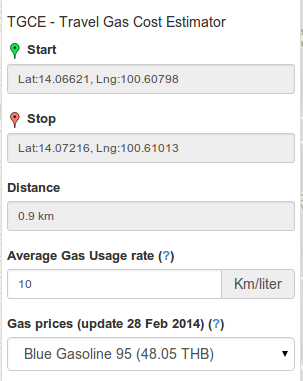 TGCE - Travel Gas Cost Estimator
Start
Lat:14.06621, Lng:100.60798
Stop
Lat:14.07216, Lng:100.61013
Distance
0.9 km
Average Gas Usage rate (?)
10 Km/liter
Gas prices (update 28 Feb 2014) (?)
Blue Gasoline 95 (48.05 THB)